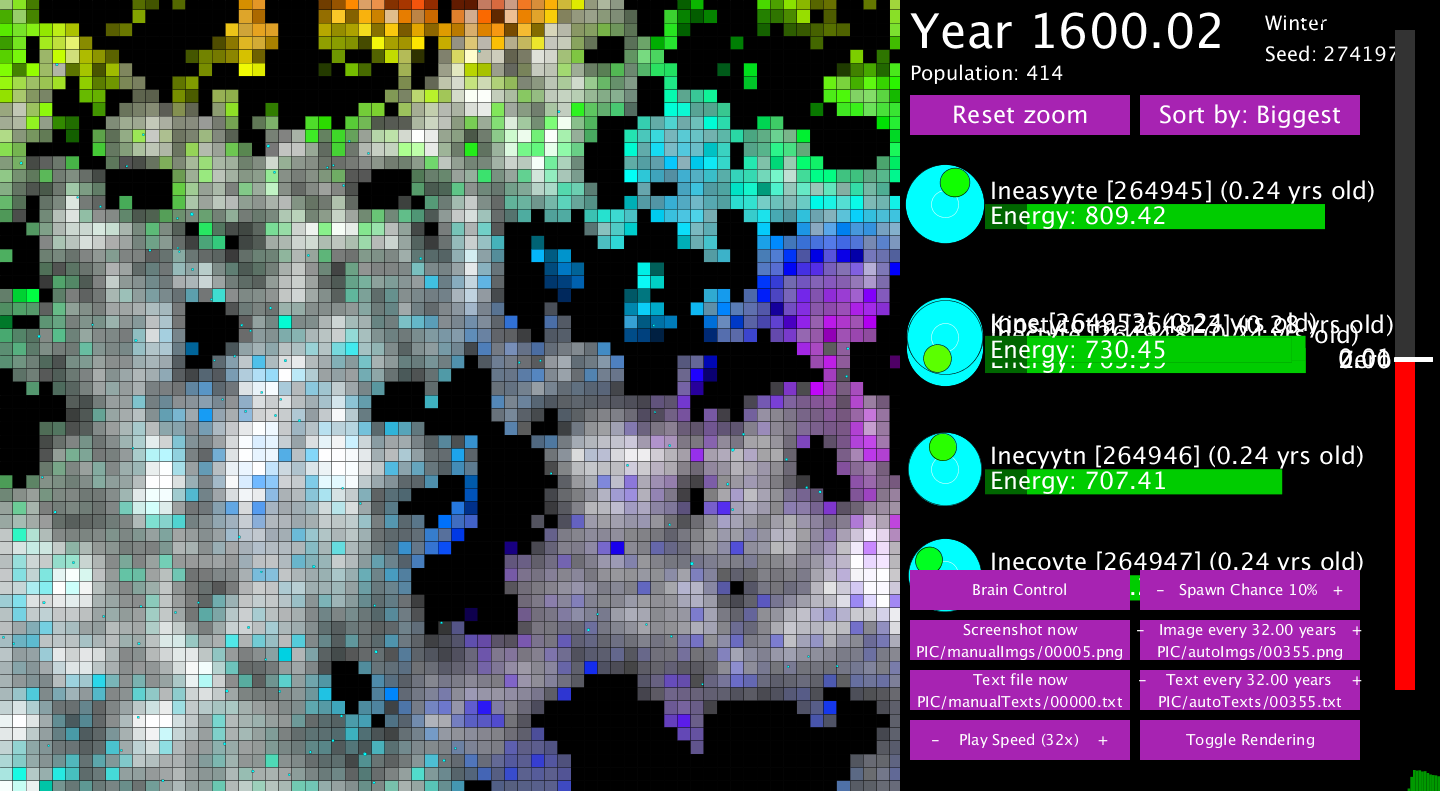 Year 1600.02
Winter
Seed: 274197
Population: 414
Reset zoom
Sort by: Biggest
Ineasyyte [264945] (0.24 yrs old)
Energy: 809.42
Energy: 730.45
Inecyytn [264946] (0.24 yrs old)
Energy: 707.41
Inecoyte [264947] (0.24 yrs old)
Brain Control
– Spawn Chance 10% +
Screenshot now
PIC/manualImgs/00005.png
– Image every 32.00 years +
PIC/autoImgs/00355.png
Text file now
PIC/manualTexts/00000.txt
– Text every 32.00 years +
PIC/autoTexts/00355.txt
– Play Speed (32x) +
Toggle Rendering